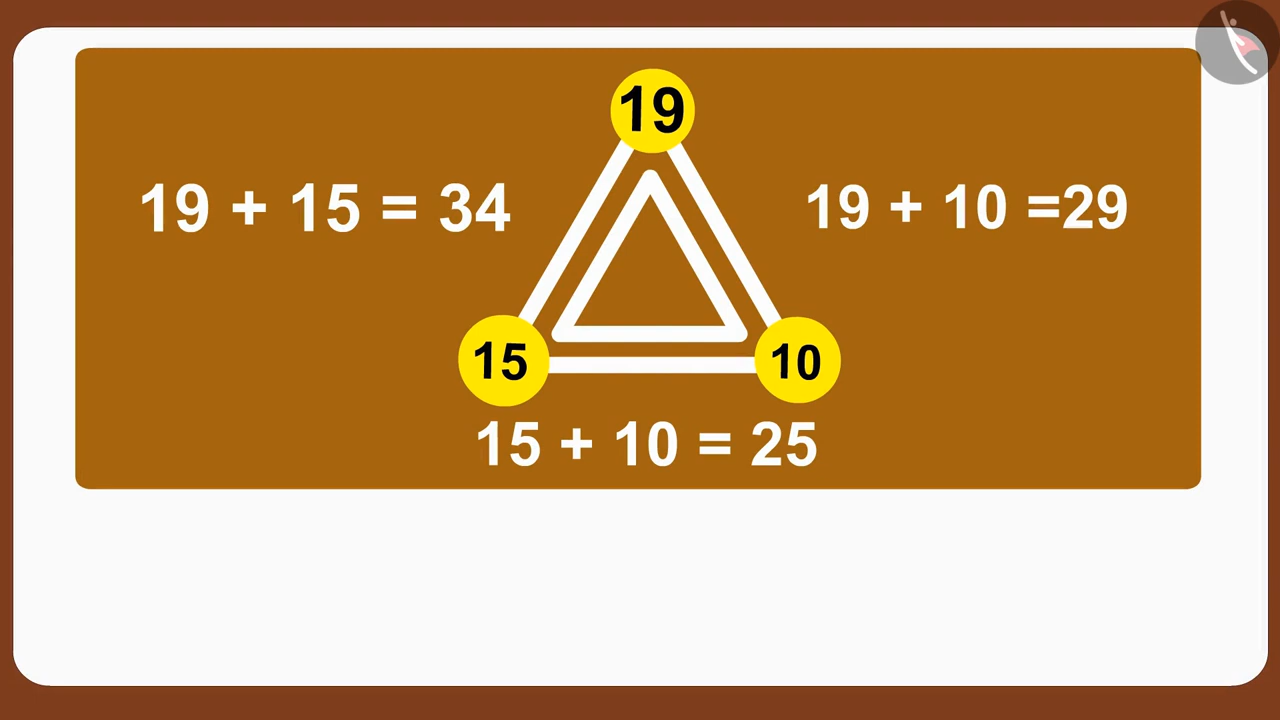 19
19 + 15 = 34
19 + 10 =29
15
10
15 + 10 = 25